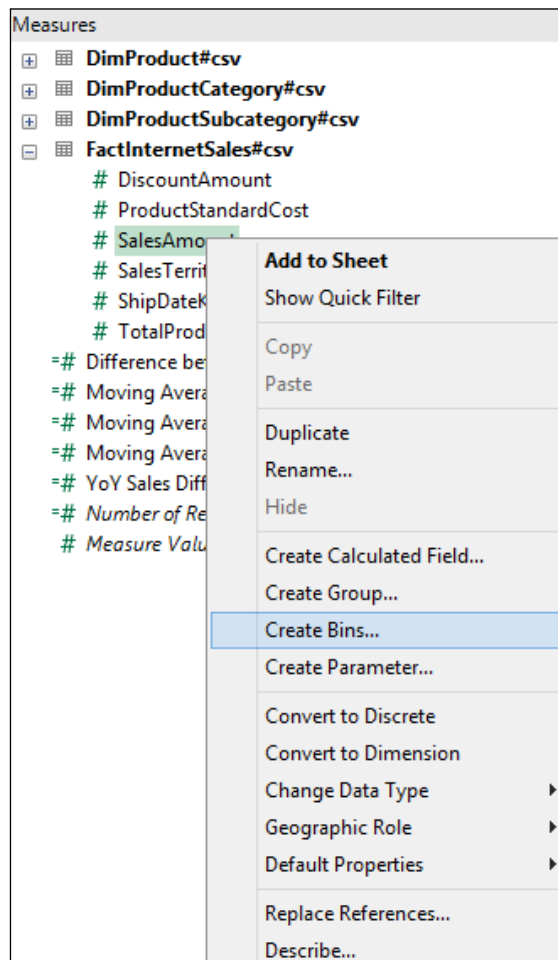 Measures
DimProduct#csv
DimProductCategory#csv
DimProductSubcategory#csv
FactInternetSales#csv
# DiscountAmount
# ProductStandardCost
# SalesAmount
# SalesTerrit
# ShipDateK
# TotalProd
=# Difference be
=# Moving Avera
=# Moving Avera
=# Moving Avera
=# YoY Sales Diff
=# Number of Re
# Measure Valu
Add to Sheet
Show Quick Filter
Copy
Paste
Duplicate
Rename...
Hide
Create Calculated Field...
Create Group...
Create Bins...
Create Parameter...
Convert to Discrete
Convert to Dimension
Change Data Type
Geographic Role
Default Properties
Replace References...
Describe...